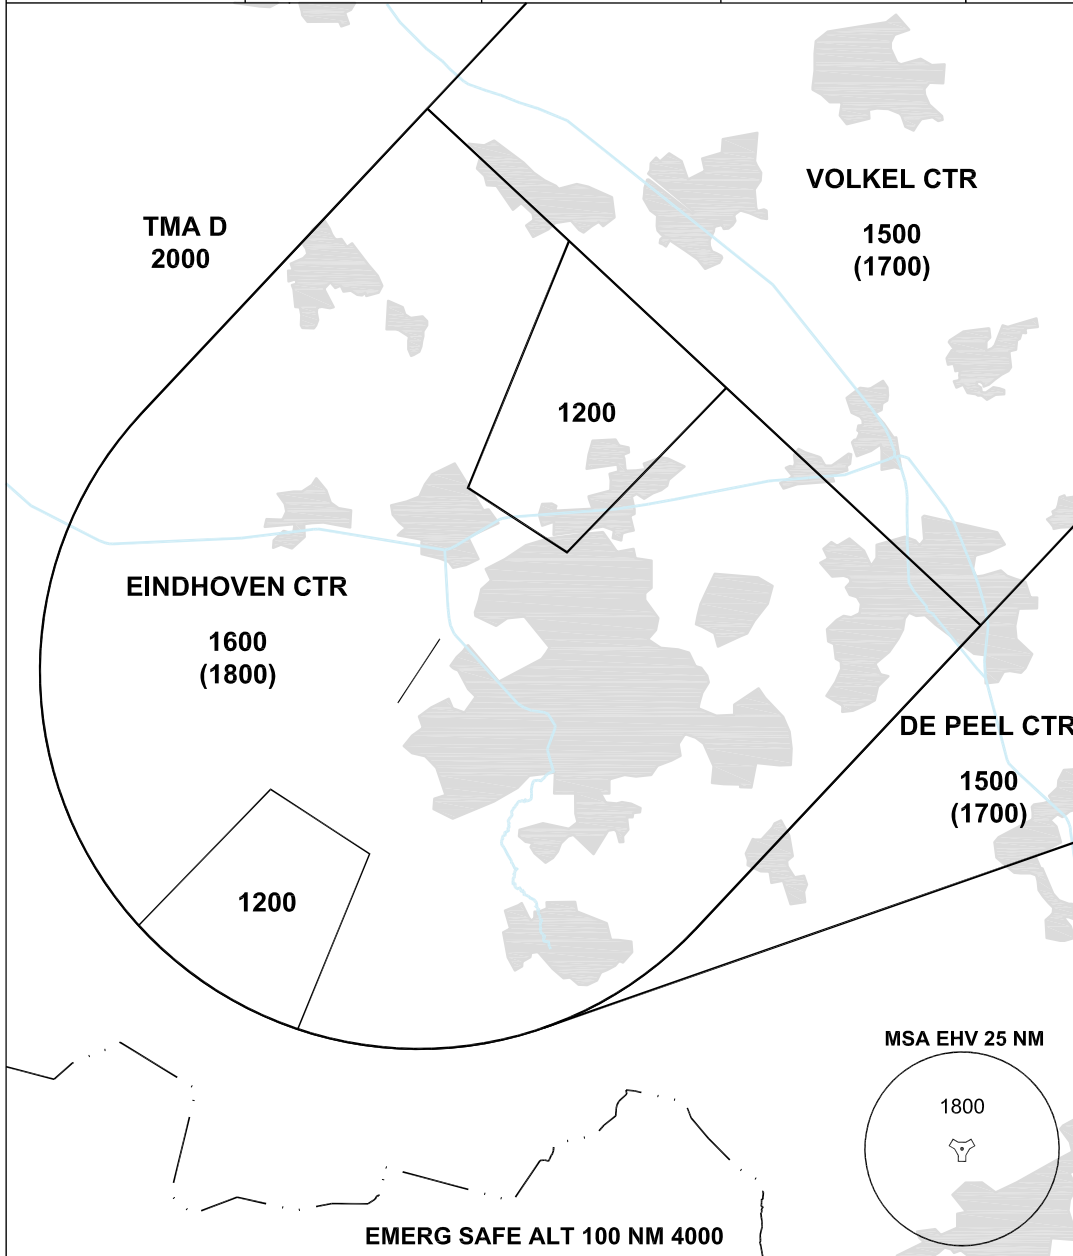 VOLKEL CTR
1500
(1700)
TMA D
2000
1200
EINDHOVEN CTR
1600
(1800)
DE PEEL CTR
1500
(1700)
1200
MSA EHV 25 NM
1800
EMERG SAFE ALT 100 NM 4000